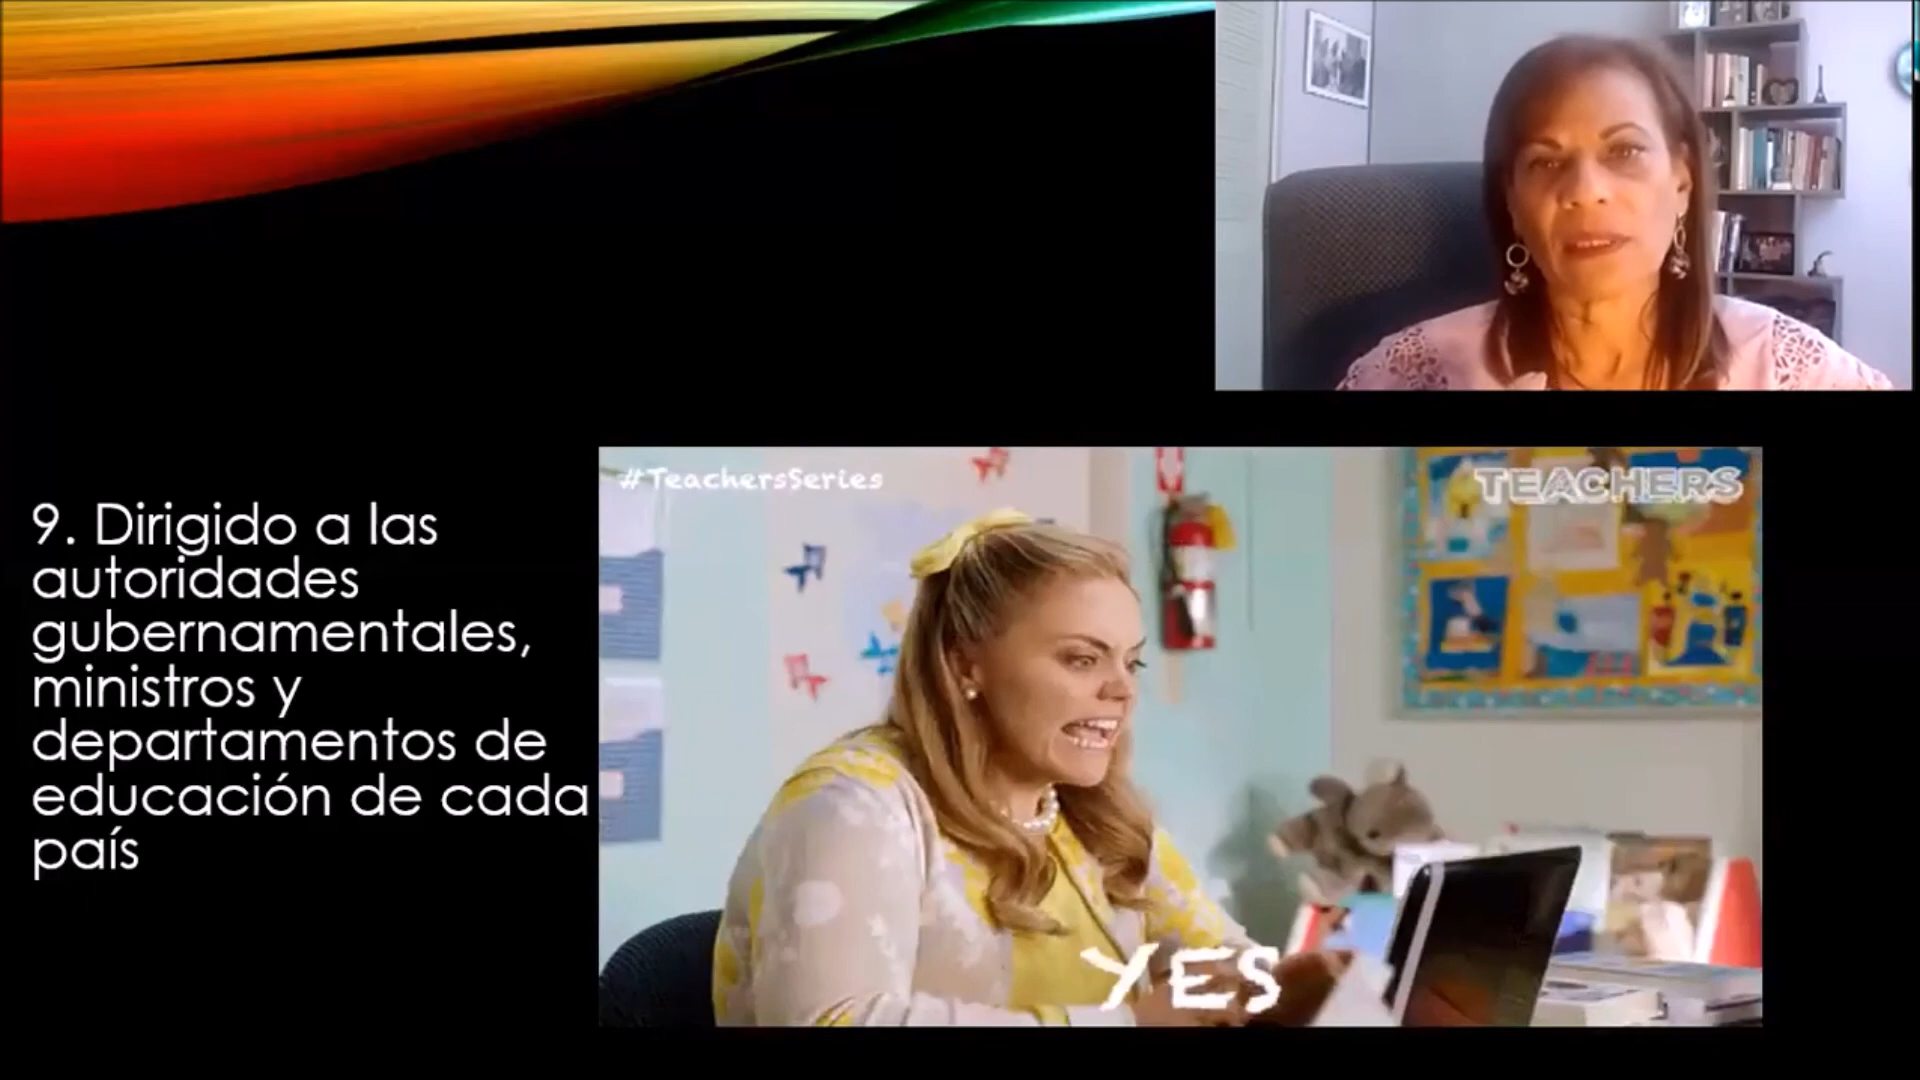 9. Dirigido a las
autoridades
gubernamentales,
ministros y
departamentos de
educación de cada
país
#TeachersSeries
TEACHERS
YES